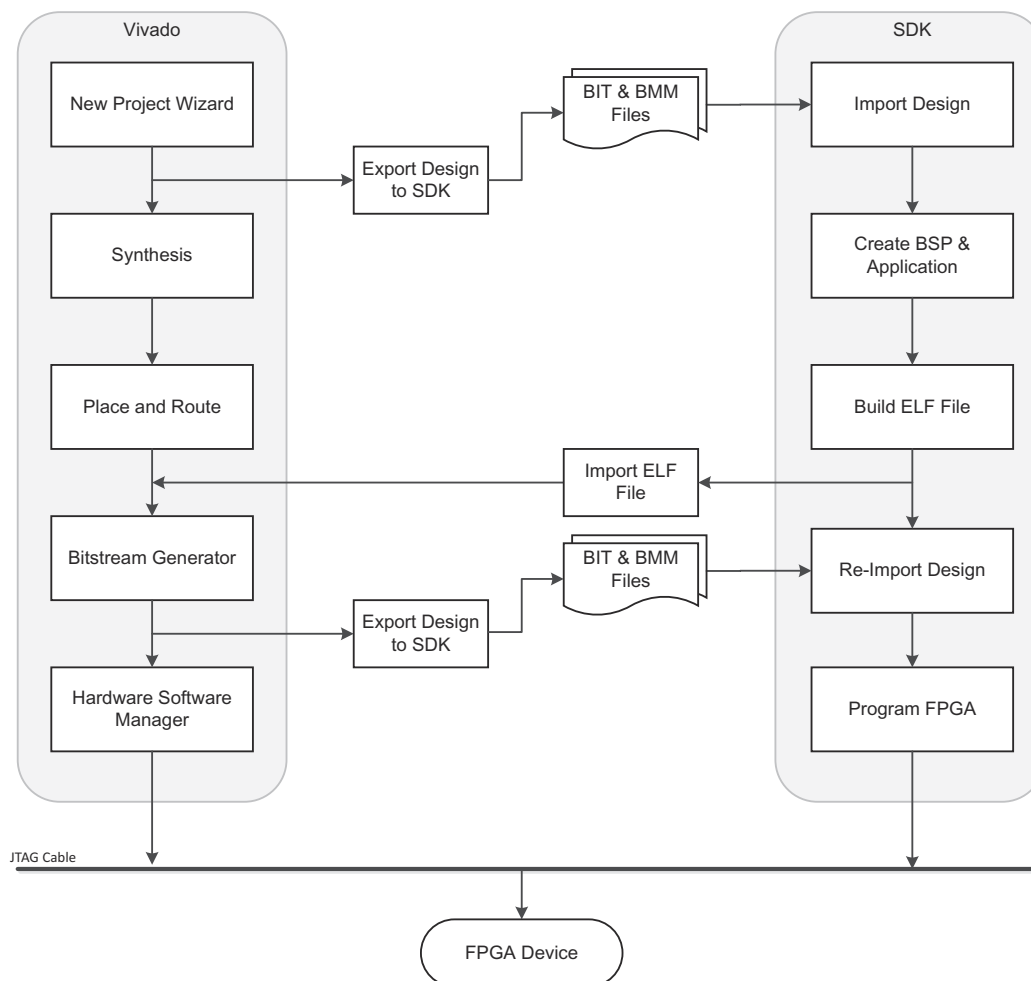 Vivado
SDK
New Project Wizard
BIT & BMM
Files
Import Design
Export Design
to SDK
Synthesis
Create BSP &
Application
Place and Route
Build ELF File
Import ELF
File
Bitstream Generator
BIT & BMM
Files
Re-Import Design
Export Design
to SDK
Hardware Software
Manager
Program FPGA
JTAG Cable
FPGA Device